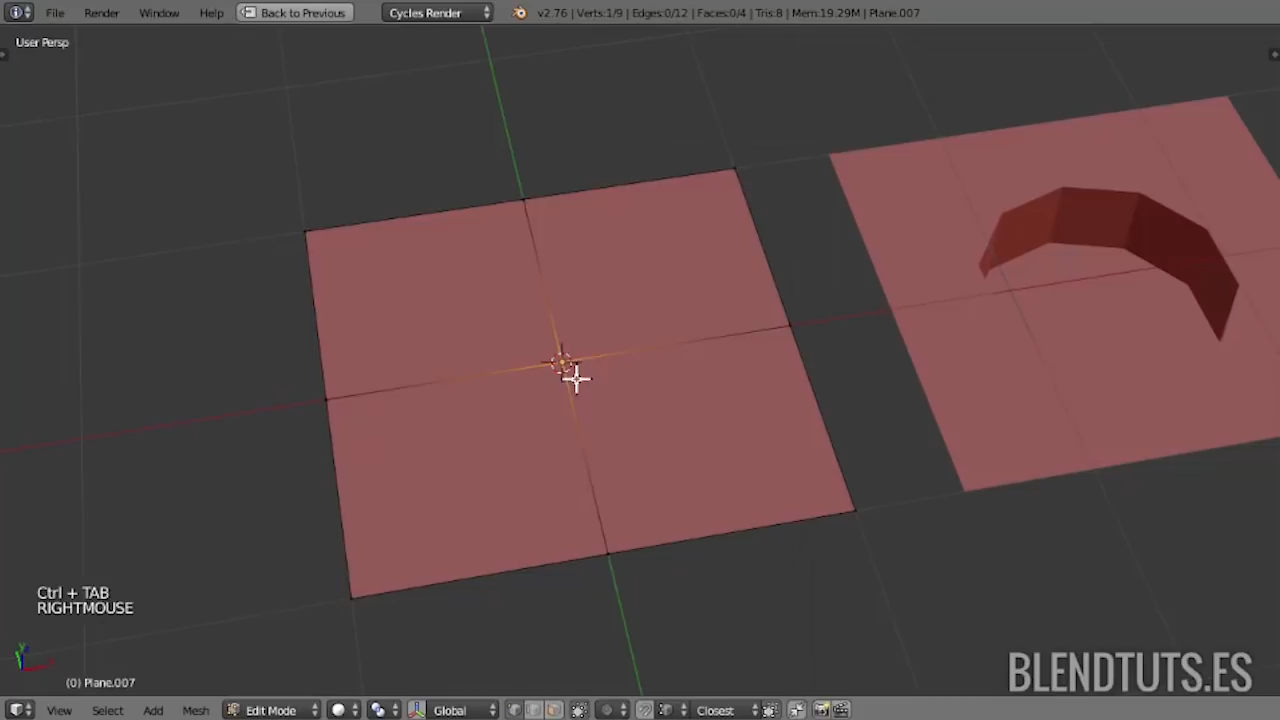 File Render Window Help Back to Previous Cycles Render v2.76 | Verts:1/9 | Edges:0/12 | Faces:0/4 | Tris:8 | Mem:19.29M | Plane.007
User Persp
Ctrl + TAB
RIGHTMOUSE
(0) Plane.007
BLENDTUTS.ES
View Select Add Mesh Edit Mode Global Closest